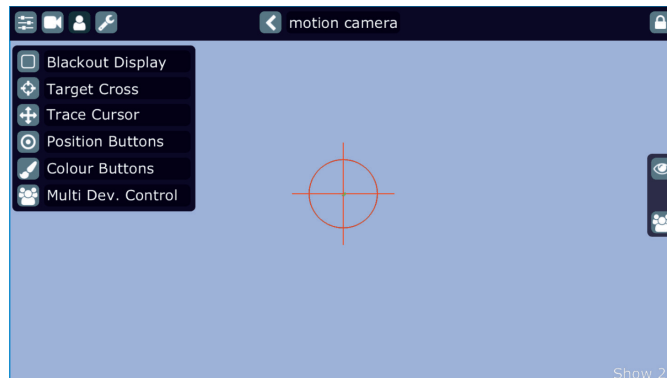 motion camera
Blackout Display
Target Cross
Trace Cursor
Position Buttons
Colour Buttons
Multi Dev. Control
Show 2